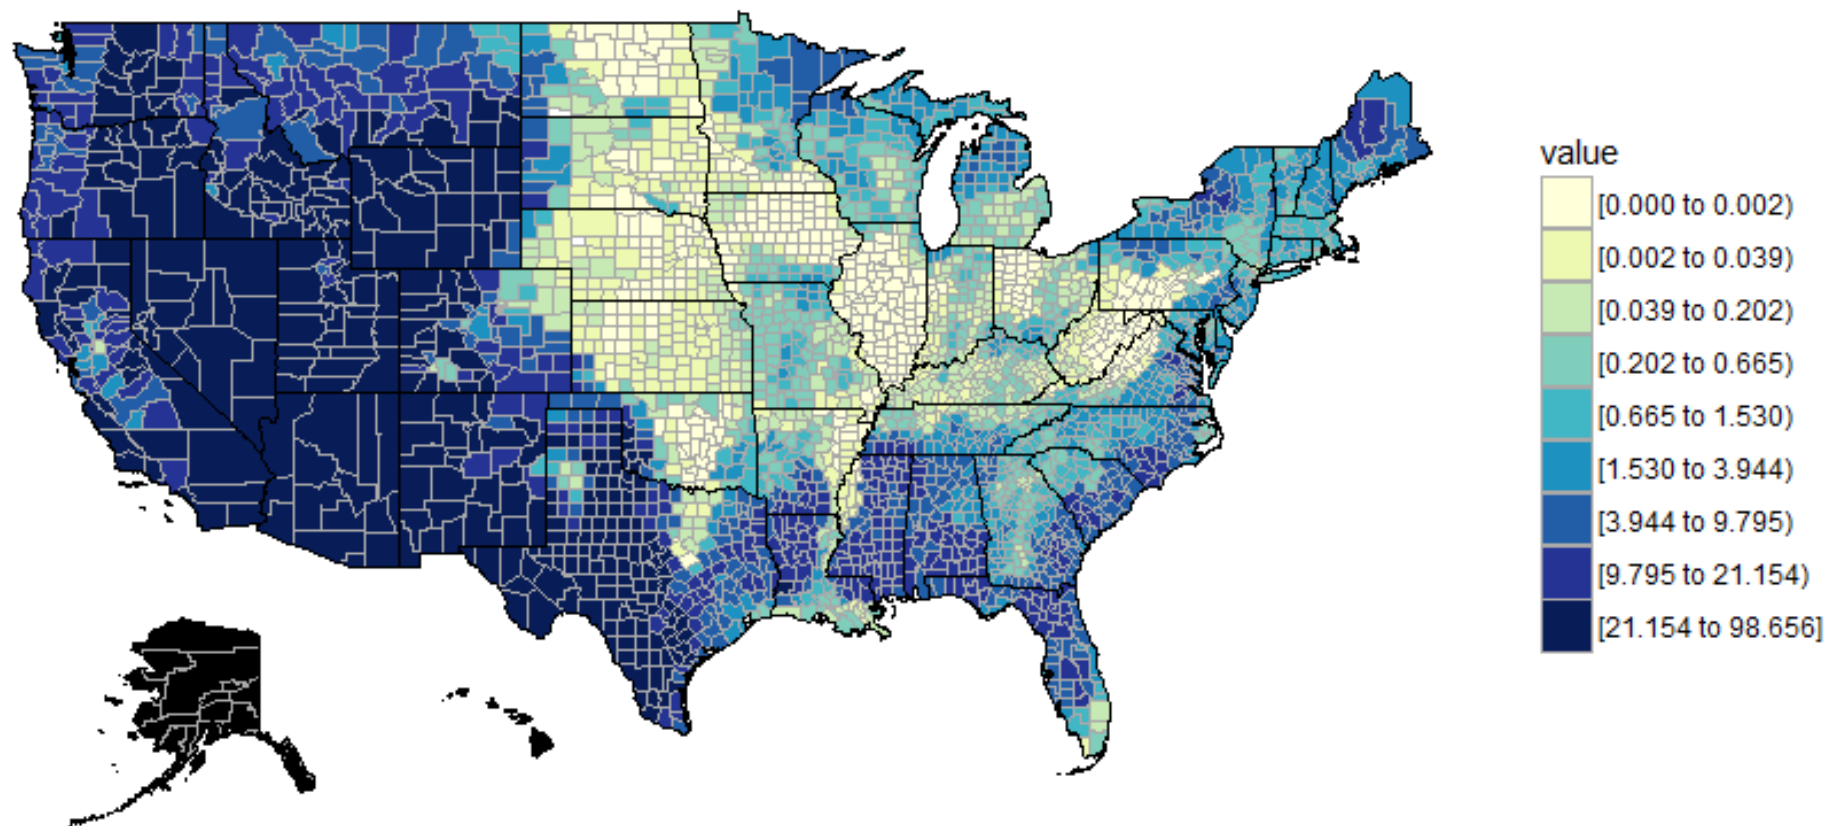 value
[0.000 to 0.002)
[0.002 to 0.039)
[0.039 to 0.202)
[0.202 to 0.665)
[0.665 to 1.530)
[1.530 to 3.944)
[3.944 to 9.795)
[9.795 to 21.154)
[21.154 to 98.656]